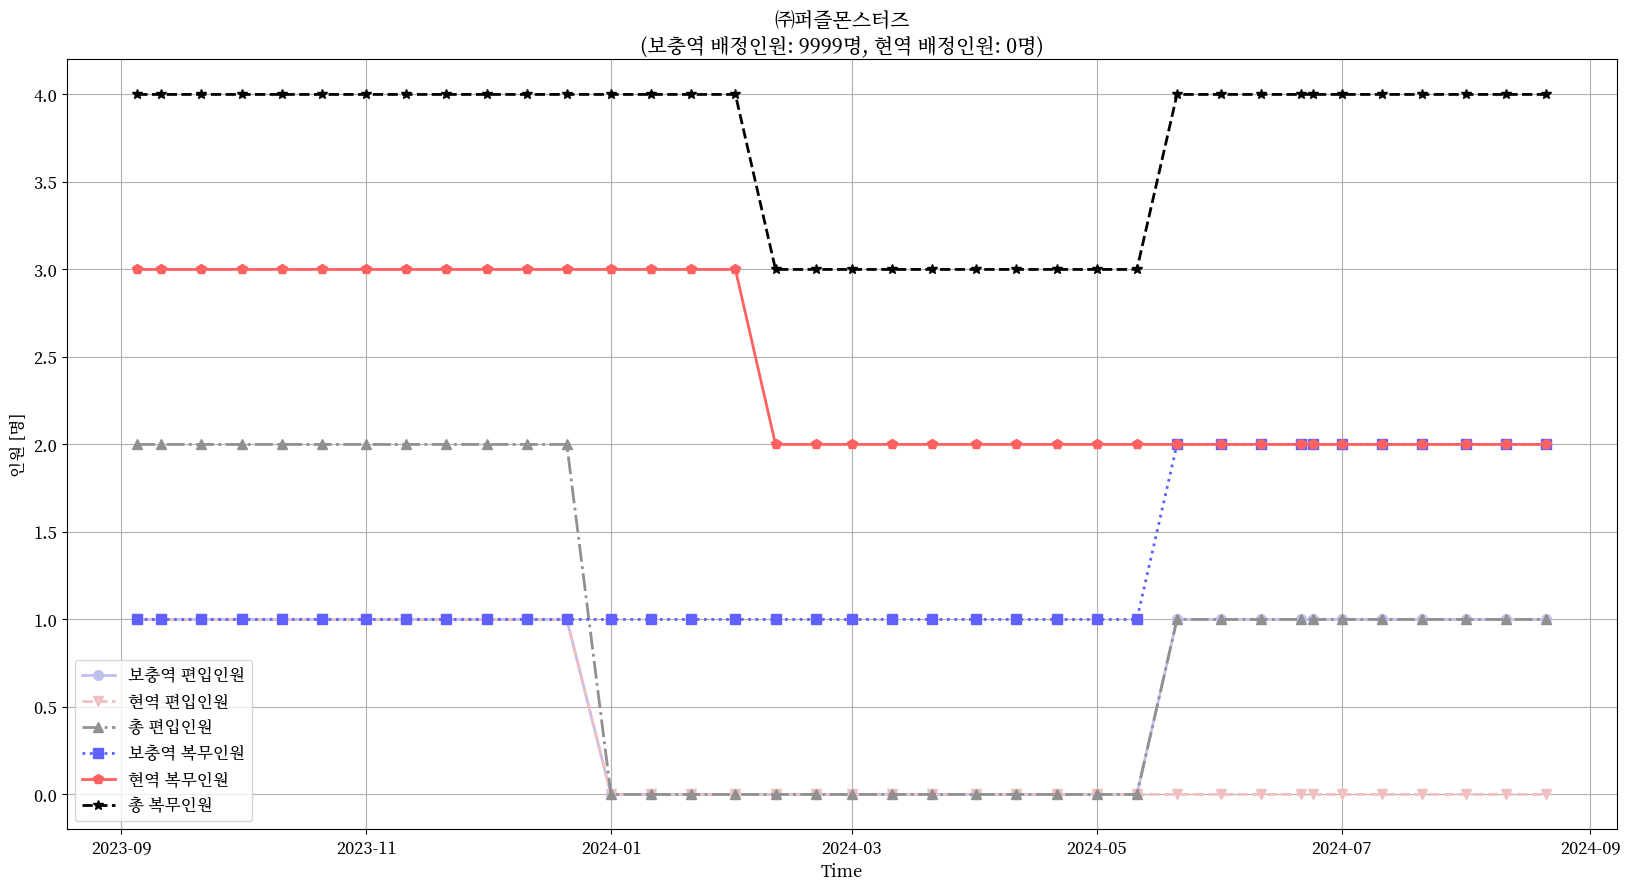 ㈜퍼즐몬스터즈
(보충역 배정인원: 9999명, 현역 배정인원: 0명)
4.0
3.5
3.0
2.5
2.0
1.5
1.0
0.5
0.0
인원 [명]
보충역 편입인원
현역 편입인원
총 편입인원
보충역 복무인원
현역 복무인원
총 복무인원
2023-09
2023-11
2024-01
2024-03
2024-05
2024-07
2024-09
Time